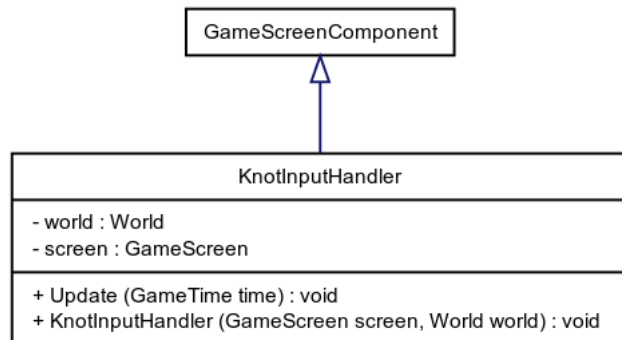 GameScreenComponent
KnotInputHandler
- world : World
- screen : GameScreen
+ Update (GameTime time) : void
+ KnotInputHandler (GameScreen screen, World world) : void